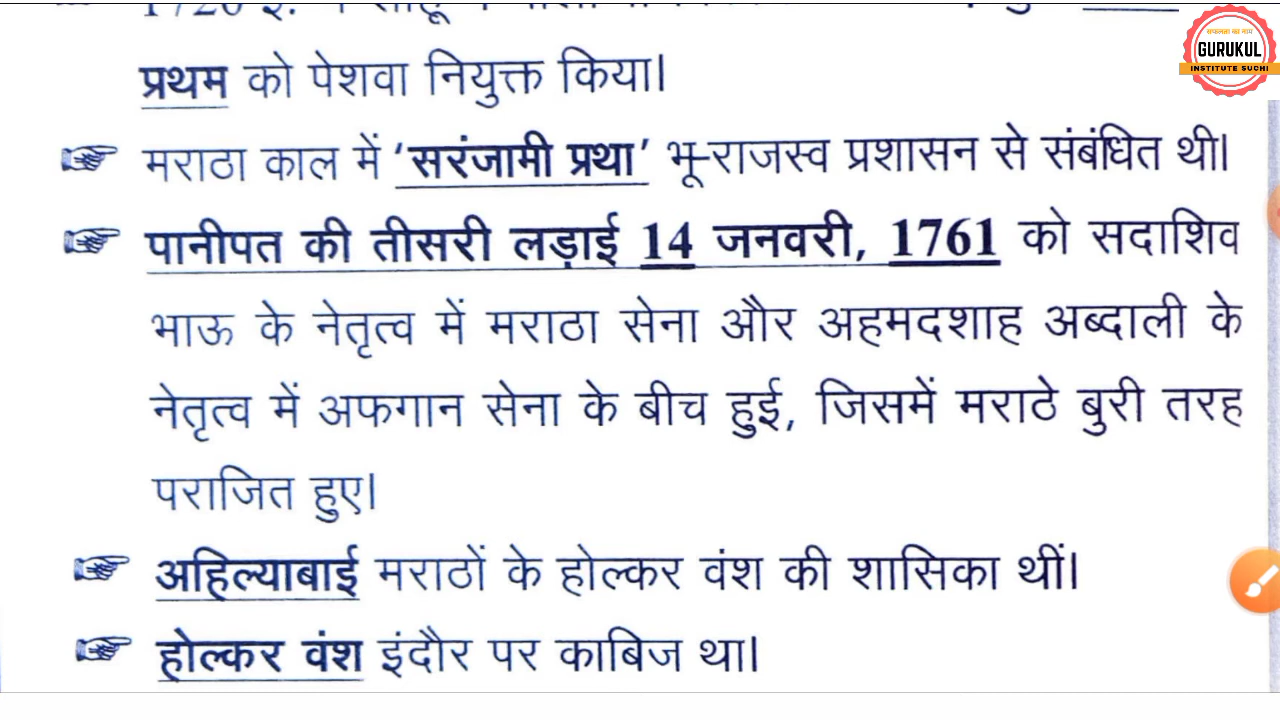 प्रथम को पेशवा नियुक्त किया।
मराठा काल में ‘सरंजामी प्रथा’ भू-राजस्व प्रशासन से संबंधित थी।
पानीपत की तीसरी लड़ाई 14 जनवरी, 1761 को सदाशिव
भाऊ के नेतृत्व में मराठा सेना और अहमदशाह अब्दाली के
नेतृत्व में अफगान सेना के बीच हुई, जिसमें मराठे बुरी तरह
पराजित हुए।
अहिल्याबाई मराठों के होल्कर वंश की शासिका थीं।
होल्कर वंश इंदौर पर काबिज था।
सफलता का नाम
GURUKUL
INSTITUTE SUCHI